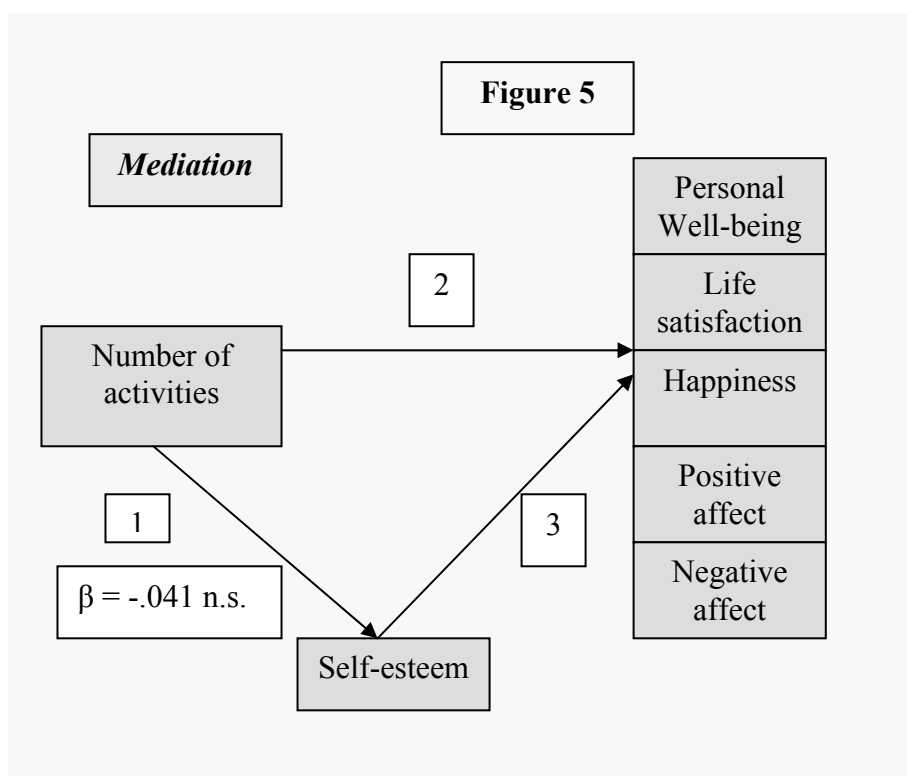 Figure 5
Mediation
Personal
Well-being
2
Life
satisfaction
Number of
activities
Happiness
Positive
affect
1
3
β = -.041 n.s.
Negative
affect
Self-esteem